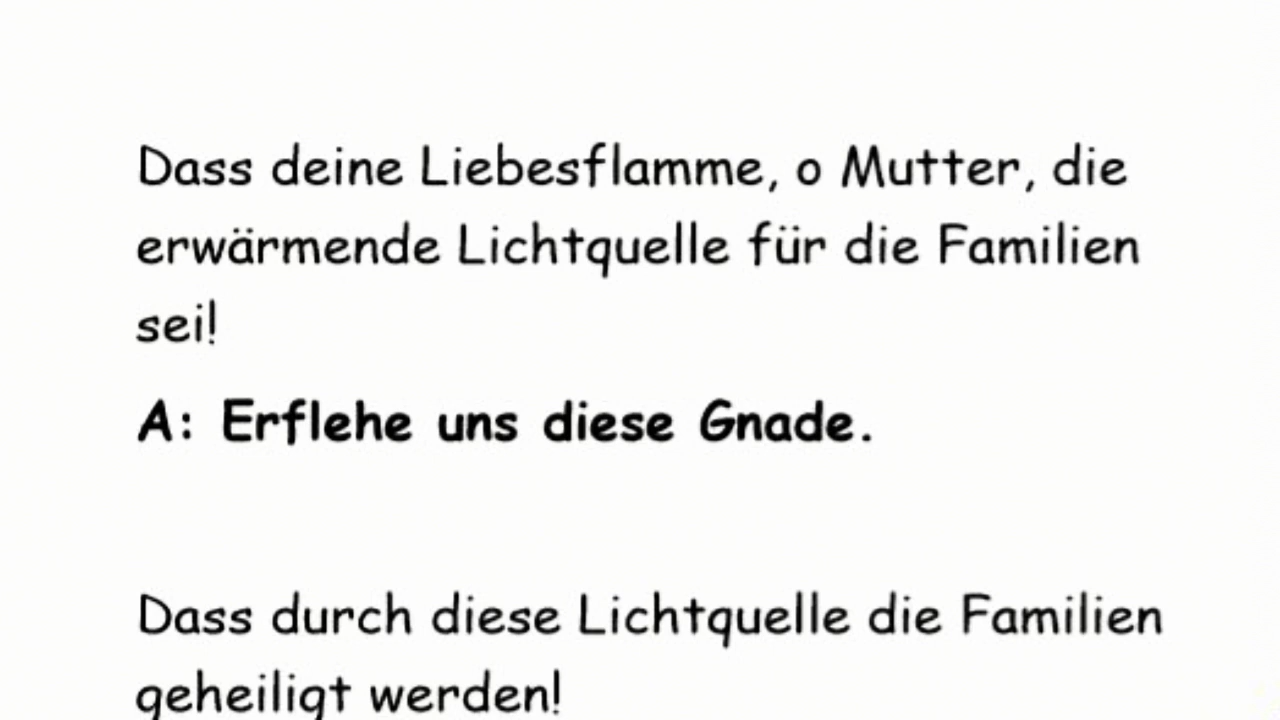 Dass deine Liebesflamme, o Mutter, die
erwärmende Lichtquelle für die Familien
sei!
A: Erflehe uns diese Gnade.
Dass durch diese Lichtquelle die Familien
geheiligt werden!